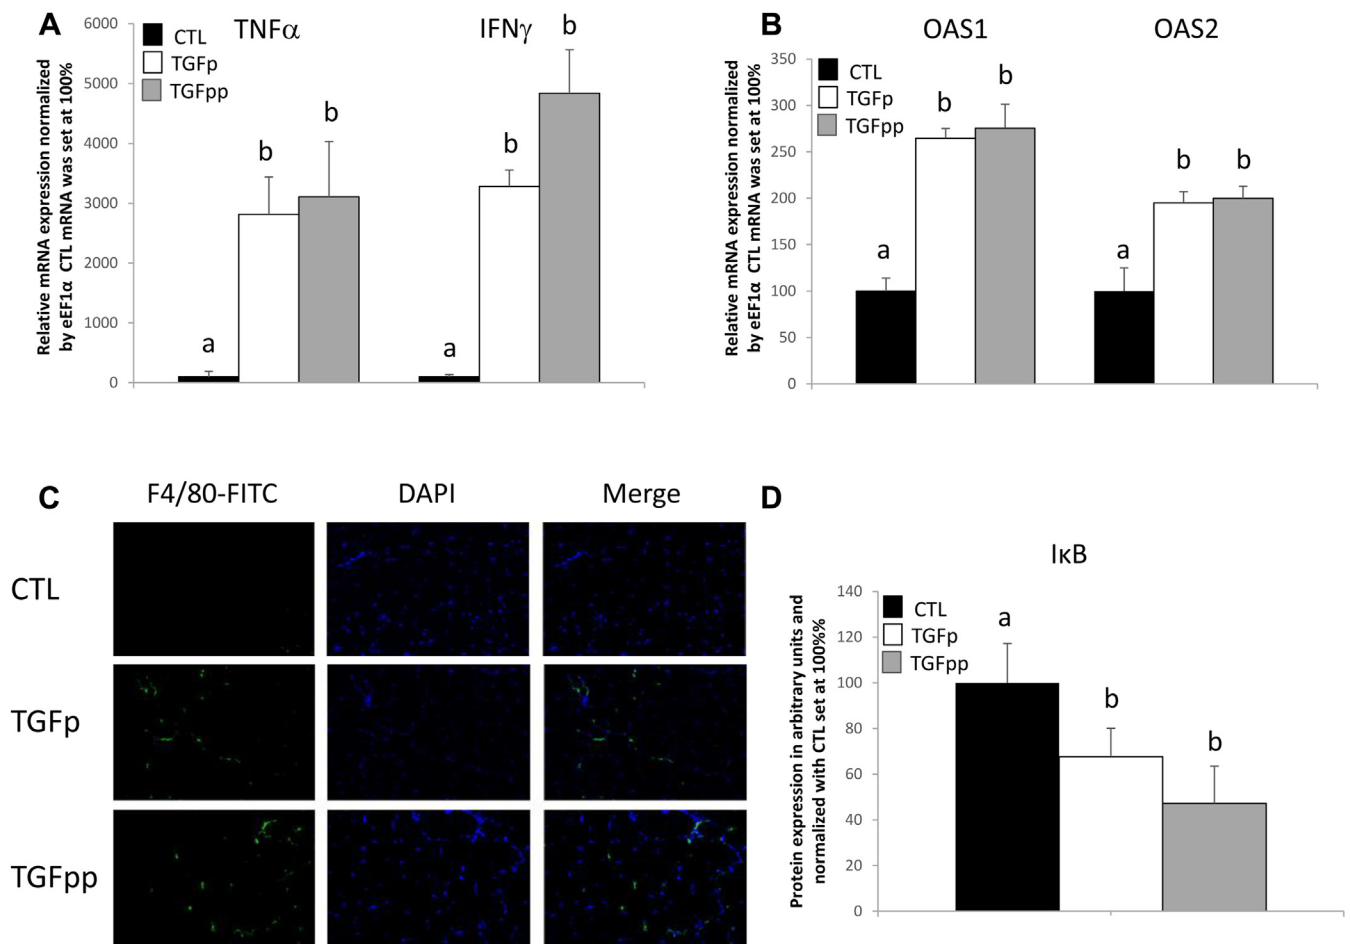 A
TNFα
IFNγ
CTL
TGFp
TGFpp
Relative mRNA expression normalized
by eEF1α CTL mRNA was set at 100%
6000
5000
4000
3000
2000
1000
0
a
b
b
a
b
b
B
OAS1
OAS2
CTL
TGFp
TGFpp
Relative mRNA expression normalized
by eEF1α CTL mRNA was set at 100%
350
300
250
200
150
100
50
0
a
b
b
a
b
b
C
F4/80-FITC
DAPI
Merge
CTL
TGFp
TGFpp
D
IκB
CTL
TGFp
TGFpp
Protein expression in arbitrary units and
normalized with CTL set at 100%%
140
120
100
80
60
40
20
0
a
b
b